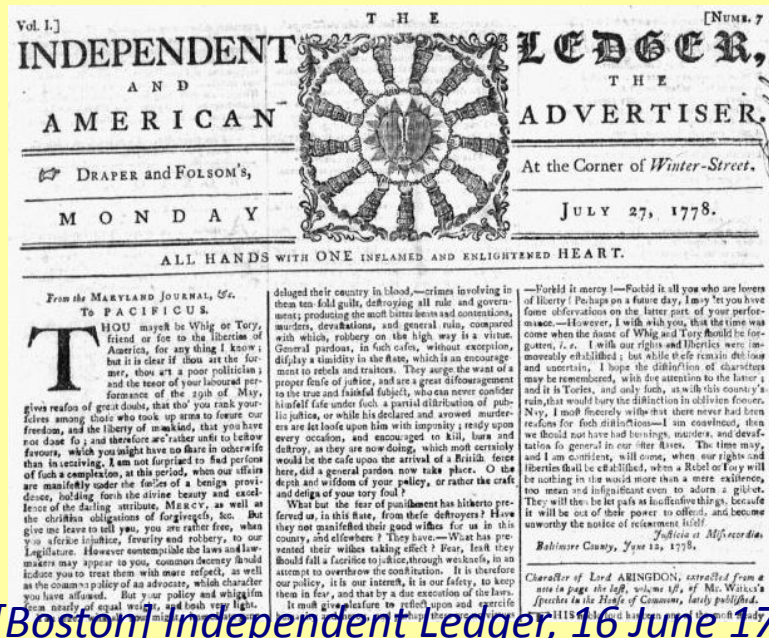 Vol. I.]
THE
[NUMB. 7
INDEPENDENT
LEDGER,
AND
THE
AMERICAN
ADVERTISER.
☞ DRAPER and FOLSOM's,
At the Corner of Winter-Street.
MONDAY
JULY 27, 1778.
ALL HANDS WITH ONE INFLAMED AND ENLIGHTENED HEART.
From the MARYLAND JOURNAL, &c.
To PACIFICUS.
THOU mayeſt be Whig or Tory,
friend or foe to the liberties of
America, for any thing I know;
but it is clear if thou art the for-
mer, thou art a poor politician;
and the tenor of your laboured per-
formance of the 29th of May,
gives reaſon of great doubt, tho' you rank your-
ſelves among thoſe who took up arms to ſecure our
freedom, and the liberty of mankind, that you have
not done ſo; and therefore are rather unfit to beſtow
favours, which you might have no ſhare in otherwiſe
than in receiving. I am not ſurprized to find perſons
of ſuch a complexion, at this period, when our affairs
are manifeſtly under the ſmiles of a benign provi-
dence, holding forth the divine beauty and excel-
lence of the darling attribute, MERCY, as well as
the chriſtian obligations of forgiveneſs, &c. But
give me leave to tell you, you are rather free, when
you aſcribe injuſtice, ſeverity and robbery, to our
Legiſlature. However contemptible the laws and law-
makers may appear to you, common decency ſhould
induce you to treat them with more reſpect, as well
as the common policy of an advocate, which character
you have aſſumed. But your policy and whigiſm
ſeem nearly of equal weight, and both very light.
deluged their country in blood,—crimes involving in
them ten-fold guilt, deſtroying all rule and govern-
ment; producing the moſt bitter and contentions,
murders, devaſtations, and general ruin, compared
with which, robbery on the high way is a virtue.
General pardons, in ſuch caſes, without exception,
diſplay a timidity in the ſtate, which is an encourage-
ment to rebels and traitors. They argue the want of a
proper ſenſe of juſtice, and are a great diſcouragement
to the true and faithful ſubject, who can never conſider
himſelf ſafe under ſuch a partial diſtribution of pub-
lic juſtice, or while his declared and avowed murder-
ers are let looſe upon him with impunity; ready upon
every occaſion, and encouraged to kill, burn and
deſtroy, as they are now doing, which moſt certainly
would be the caſe upon the arrival of a Britiſh force
here, did a general pardon now take place. O the
depth and wiſdom of your policy, or rather the craft
and deſign of your tory ſoul?
What but the fear of puniſhment has hitherto pre-
ſerved us, in this ſtate, from theſe deſtroyers? Have
they not manifeſted their good wiſhes for us in this
country, and elſewhere? They have.—What has pre-
vented their wiſhes taking effect? Fear, leaſt they
ſhould fall a ſacrifice to juſtice, through weakneſs, in an
attempt to overthrow the conſtitution. It is therefore
our policy, it is our intereſt, it is our ſafety, to keep
them in fear, and that by a due execution of the laws.
It muſt give pleaſure to reflect upon and exerciſe
—Forbid it mercy!—Forbid it all you who are lovers
of liberty! Perhaps on a future day, I may let you have
ſome obſervations on the latter part of your perfor-
mance.—However, I wiſh with you, that the time was
come when the name of Whig and Tory ſhould be for-
gotten, i. e. I wiſh our rights and liberties were im-
moveably eſtabliſhed; but while theſe remain dubious
and uncertain, I hope the diſtinction of characters
may be remembered, with due attention to the latter;
and it is Tories, and only ſuch, as wiſh this country's
ruin, that would bury the diſtinction in oblivion ſooner.
Nay, I moſt ſincerely wiſh that there never had been
reaſons for ſuch diſtinctions—I am convinced, then
we ſhould not have had burnings, murders, and devaſ-
tation ſo general in our ſiſter ſtates. The time may,
and I am confident, will come, when our rights and
liberties ſhall be eſtabliſhed, when a Rebel or Tory will
be nothing in the world more than a mere exiſtence,
too mean and inſignificant even to adorn a gibbet.
They will then be let paſs as inoffenſive things, becauſe
it will be out of their power to offend, and become
unworthy the notice of reſentment itſelf.
Juſticia et Miſericordia.
Baltimore County, June 12, 1778.
Character of Lord ABINGDON, extracted from a
note in page the laſt, volume 1ſt, of Mr. WILKES's
Speeches in the Houſe of Commons, lately publiſhed.
[Boston] Independent Ledger, 16 June 17